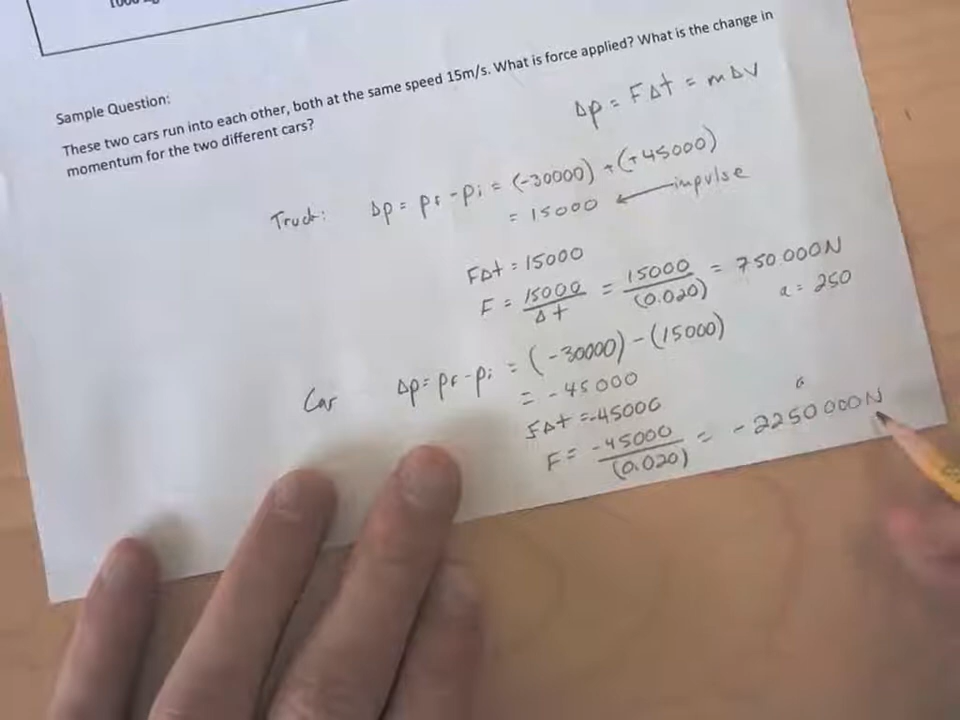 Sample Question:
These two cars run into each other, both at the same speed 15m/s. What is force applied? What is the change in
momentum for the two different cars?
Δp = FΔt = mΔV
Truck: Δp = pf - pi = (-30000) + (+45000)
= 15000 ← impulse
FΔt = 15000
F = 15000/Δt = 15000/(0.020) = 750.000N
a = 250
Car Δp = pf - pi = (-30000) - (15000)
= -45000
FΔt = -45000
a
F = -45000/(0.020) = -2250000N